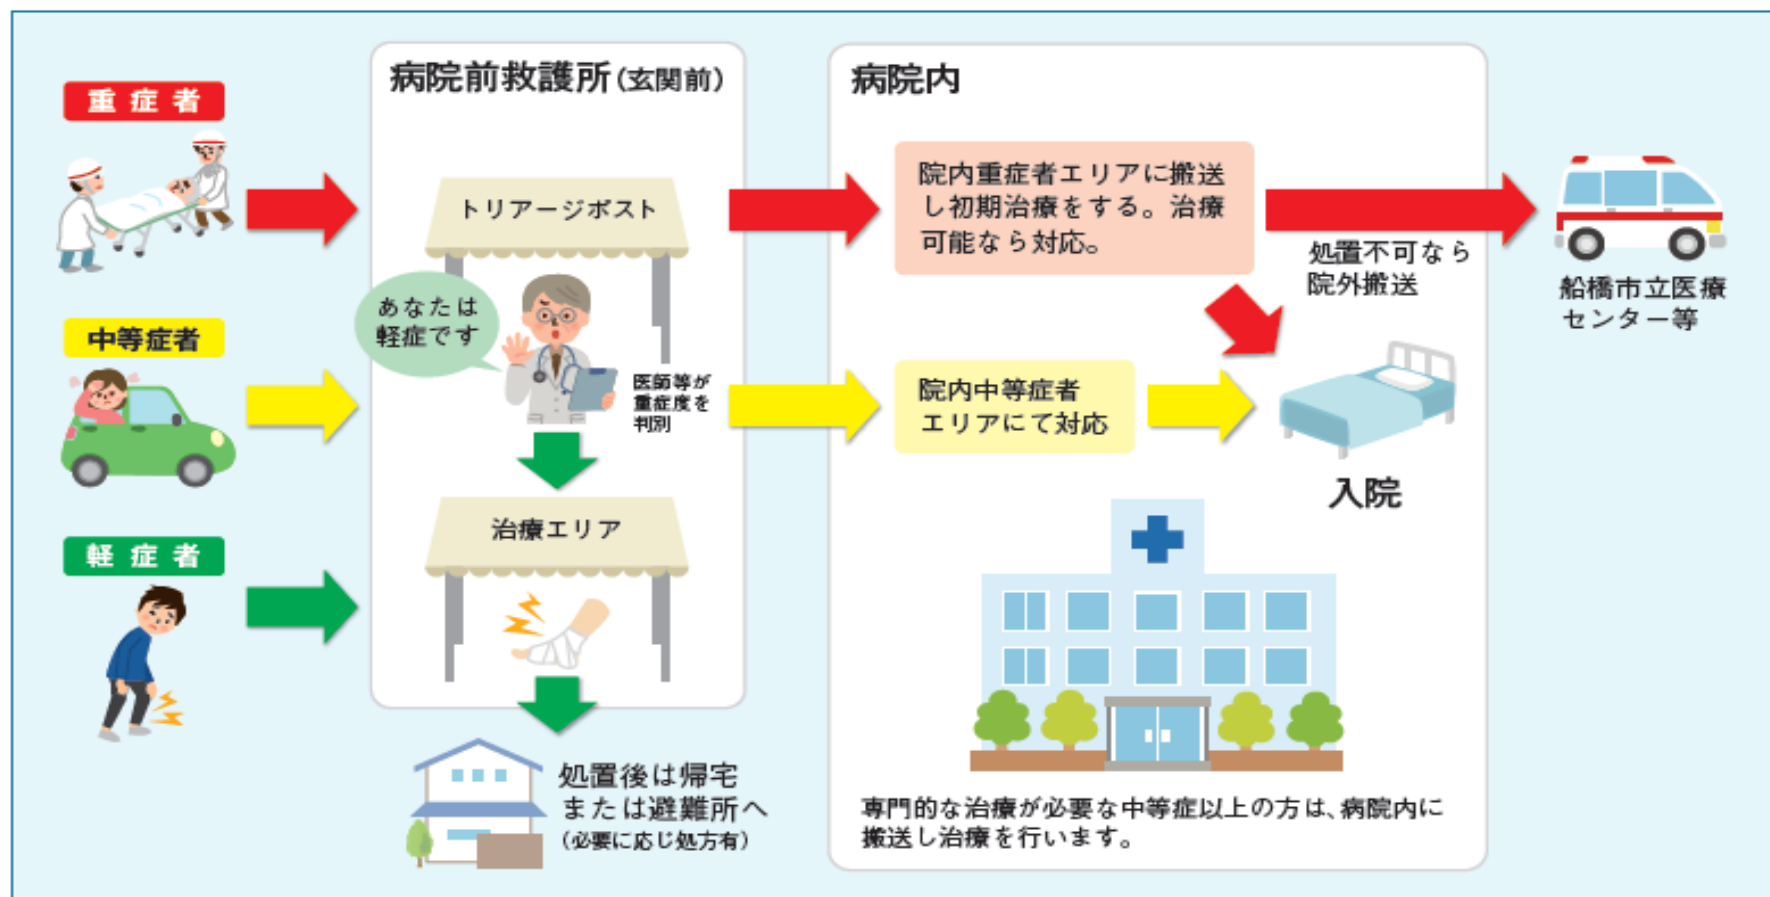 重症者
中等症者
軽症者
病院前救護所(玄関前)
トリアージポスト
あなたは
軽症です
医師等が
重症度を
判別
治療エリア
処置後は帰宅
または避難所へ
(必要に応じ処方有)
病院内
院内重症者エリアに搬送
し初期治療をする。治療
可能なら対応。
処置不可なら
院外搬送
船橋市立医療
センター等
院内中等症者
エリアにて対応
入院
専門的な治療が必要な中等症以上の方は、病院内に
搬送し治療を行います。